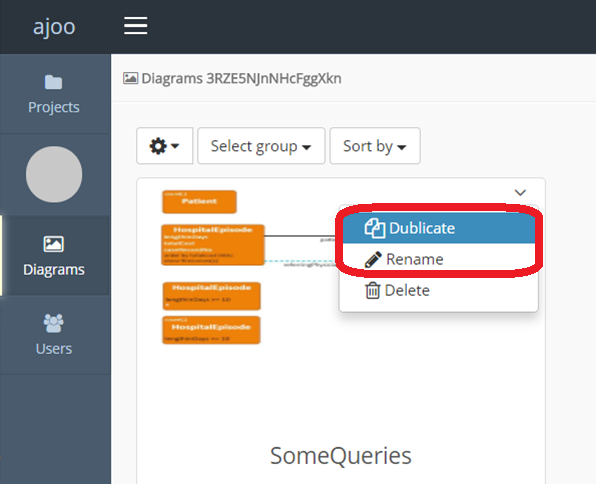 ajoo
Projects
Diagrams
Users
Diagrams 3RZE5NJnNHcFggXkn
Select group
Sort by
Patient
HospitalEpisode
HospitalEpisode
HospitalEpisode
Dublicate
Rename
Delete
SomeQueries